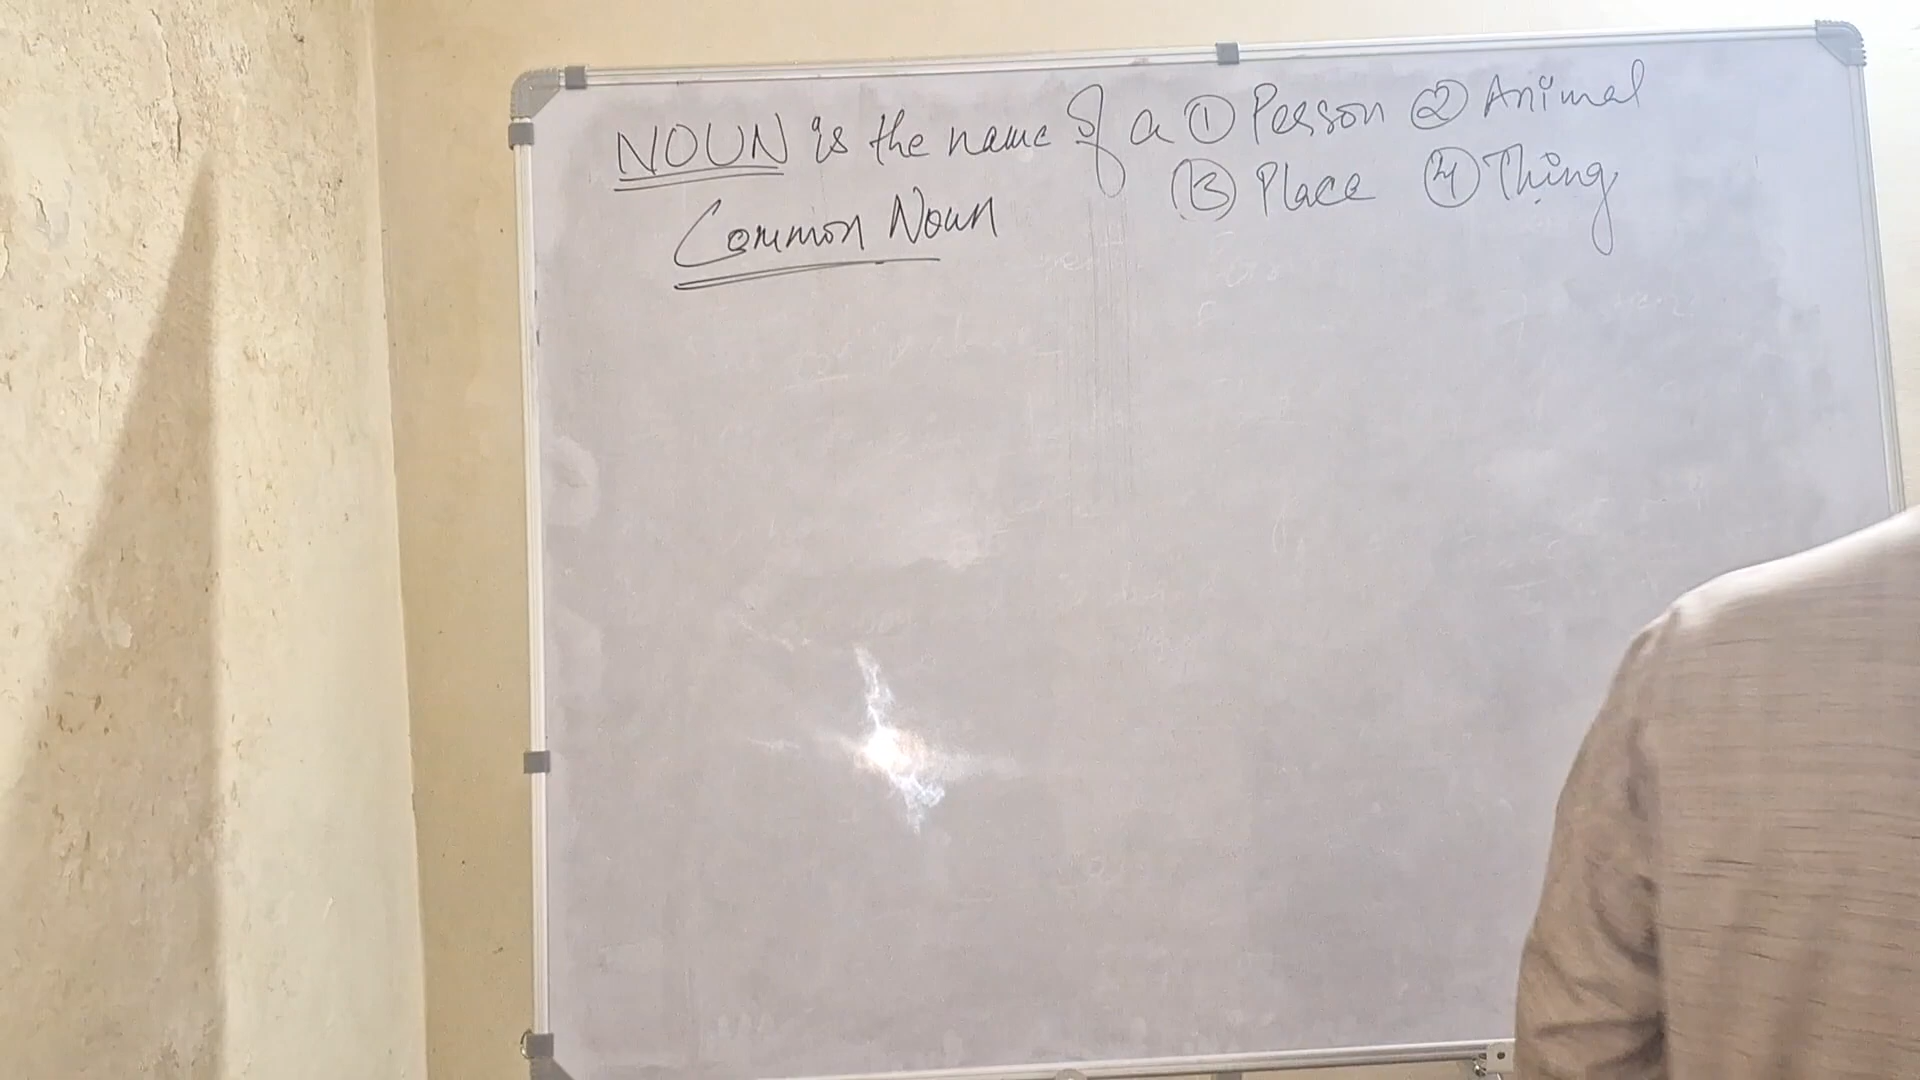 NOUN is the name of a ① Person ② Animal
③ Place ④ Thing
Common Noun